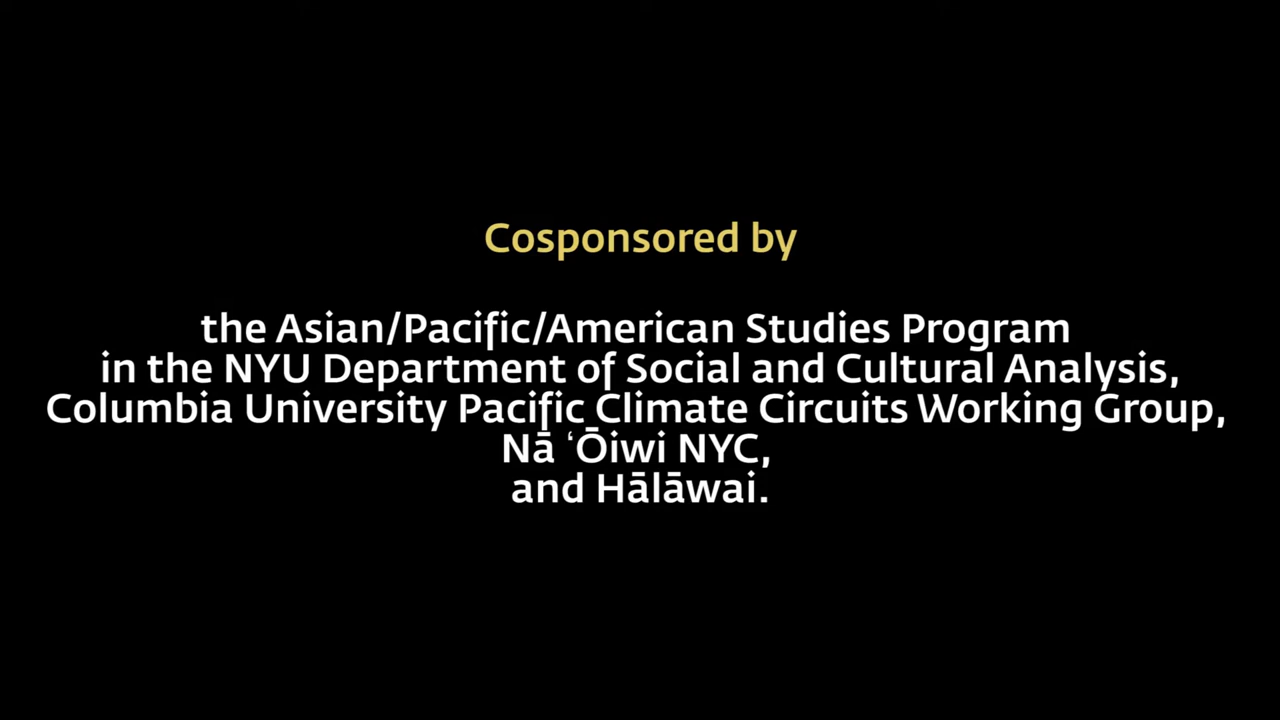 Cosponsored by
the Asian/Pacific/American Studies Program
in the NYU Department of Social and Cultural Analysis,
Columbia University Pacific Climate Circuits Working Group,
Nā ʻŌiwi NYC,
and Hālāwai.